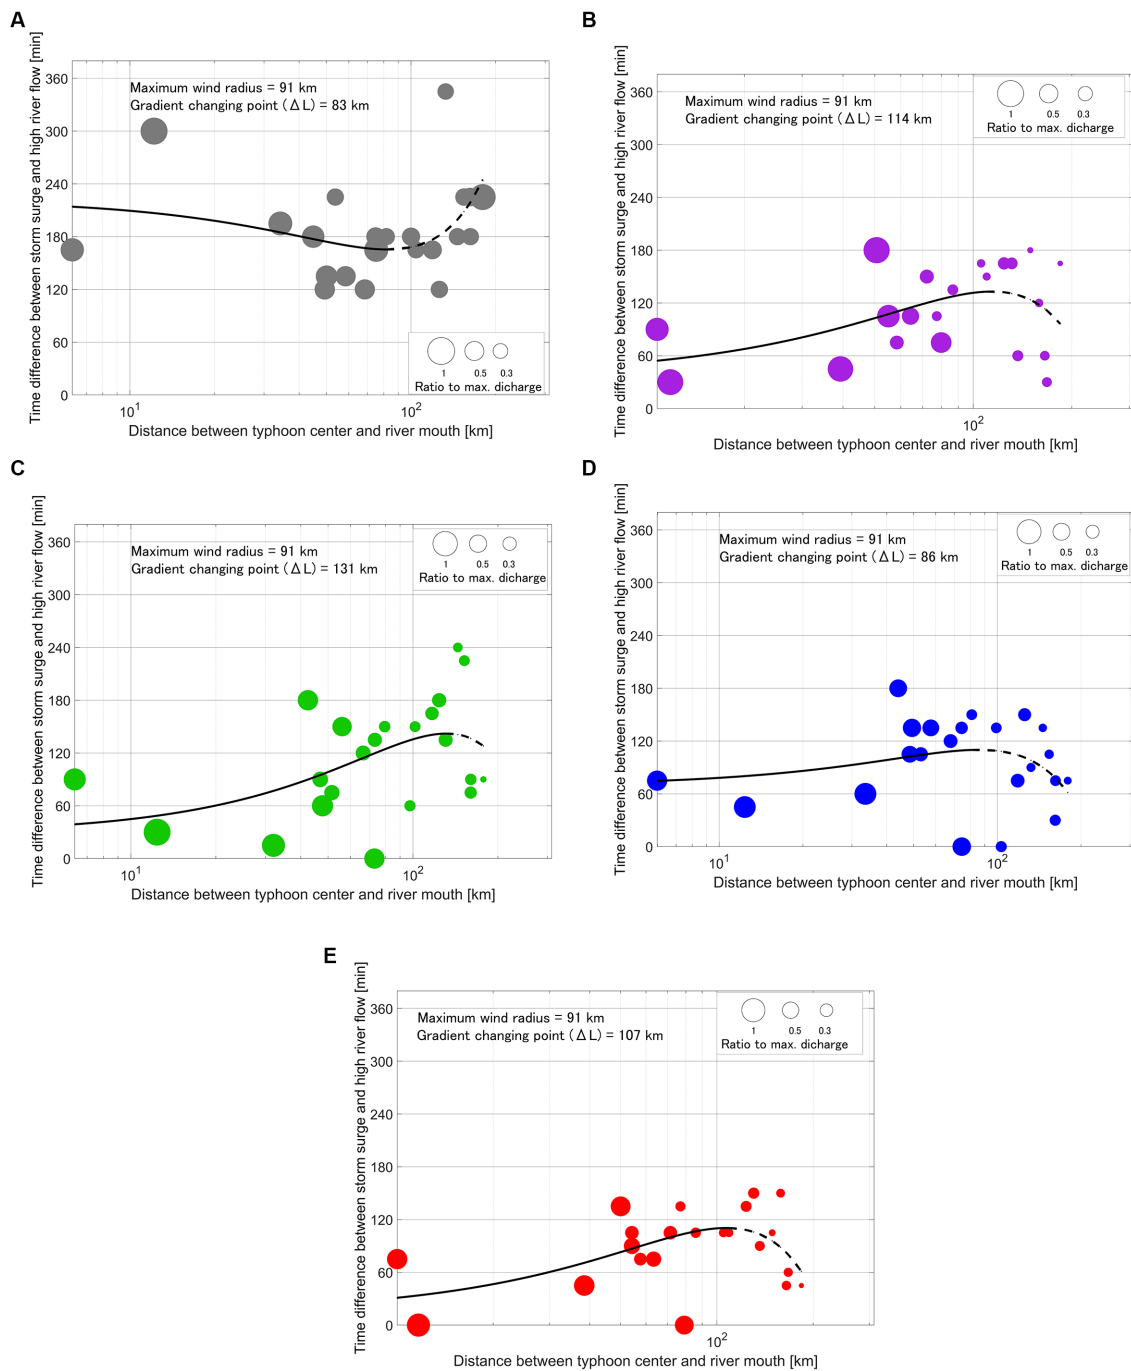 A
Time difference between storm surge and high river flow [min]
Maximum wind radius = 91 km
Gradient changing point (ΔL) = 83 km
360
300
240
180
120
60
0
1
0.5
0.3
Ratio to max. dicharge
10¹
10²
Distance between typhoon center and river mouth [km]
B
Time difference between storm surge and high river flow [min]
Maximum wind radius = 91 km
Gradient changing point (ΔL) = 114 km
1
0.5
0.3
Ratio to max. dicharge
360
300
240
180
120
60
0
10²
Distance between typhoon center and river mouth [km]
C
Time difference between storm surge and high river flow [min]
Maximum wind radius = 91 km
Gradient changing point (ΔL) = 131 km
1
0.5
0.3
Ratio to max. dicharge
360
300
240
180
120
60
0
10¹
10²
Distance between typhoon center and river mouth [km]
D
Time difference between storm surge and high river flow [min]
Maximum wind radius = 91 km
Gradient changing point (ΔL) = 86 km
1
0.5
0.3
Ratio to max. dicharge
360
300
240
180
120
60
0
10¹
10²
Distance between typhoon center and river mouth [km]
E
Time difference between storm surge and high river flow [min]
Maximum wind radius = 91 km
Gradient changing point (ΔL) = 107 km
1
0.5
0.3
Ratio to max. dicharge
360
300
240
180
120
60
0
10²
Distance between typhoon center and river mouth [km]